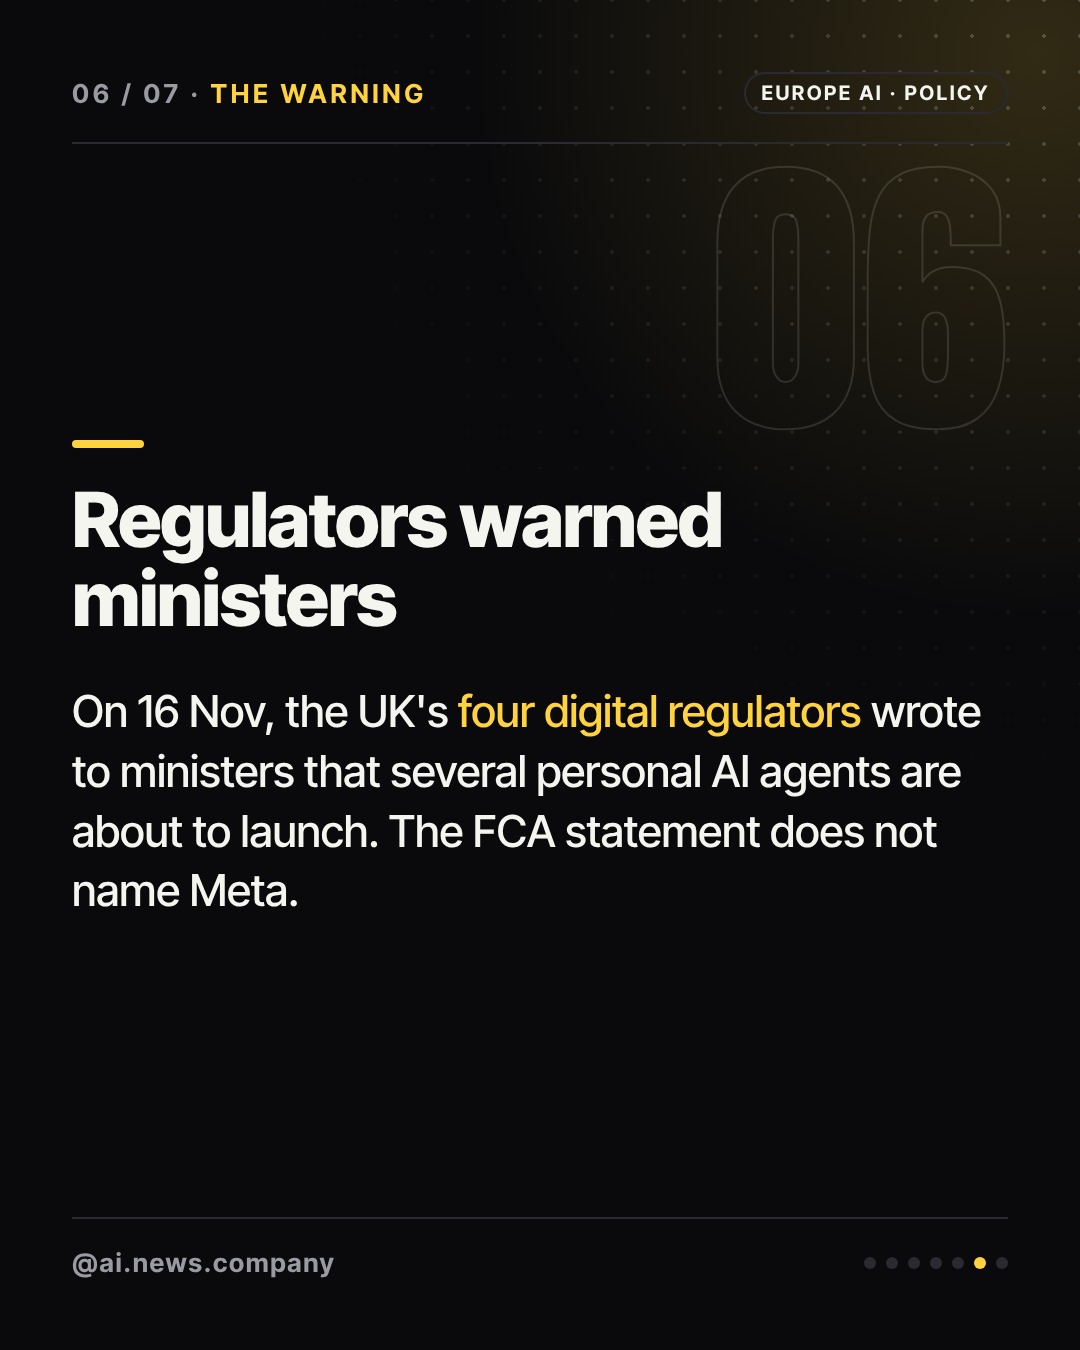 06 / 07 · THE WARNING
EUROPE AI · POLICY
06
Regulators warned
ministers
On 16 Nov, the UK's four digital regulators wrote
to ministers that several personal AI agents are
about to launch. The FCA statement does not
name Meta.
@ai.news.company